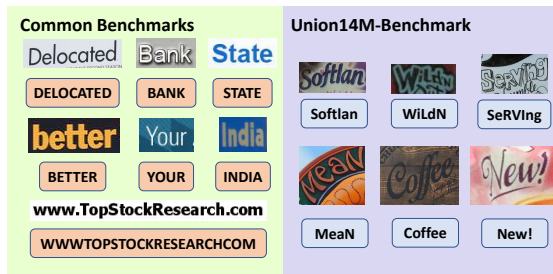 Common Benchmarks
Delocated Bank State
DELOCATED BANK STATE
better Your India
BETTER YOUR INDIA
www.TopStockResearch.com
WWWTOPSTOCKRESEARCHCOM
Union14M-Benchmark
Softlan WiLdN SeRVIng
Softlan WiLdN SeRVIng
MeaN Coffee New!
MeaN Coffee New!